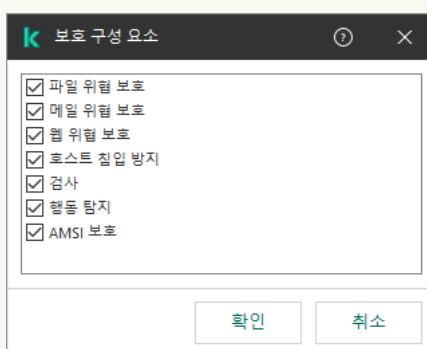 보호 구성 요소
파일 위협 보호
메일 위협 보호
웹 위협 보호
호스트 침입 방지
검사
행동 탐지
AMSI 보호
확인 취소